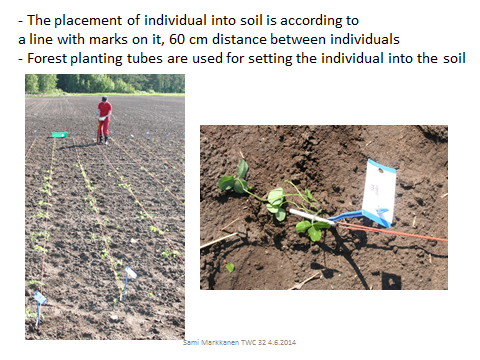 - The placement of individual into soil is according to
a line with marks on it, 60 cm distance between individuals
- Forest planting tubes are used for setting the individual into the soil
Sami Markkanen TWC 32 4.6.2014